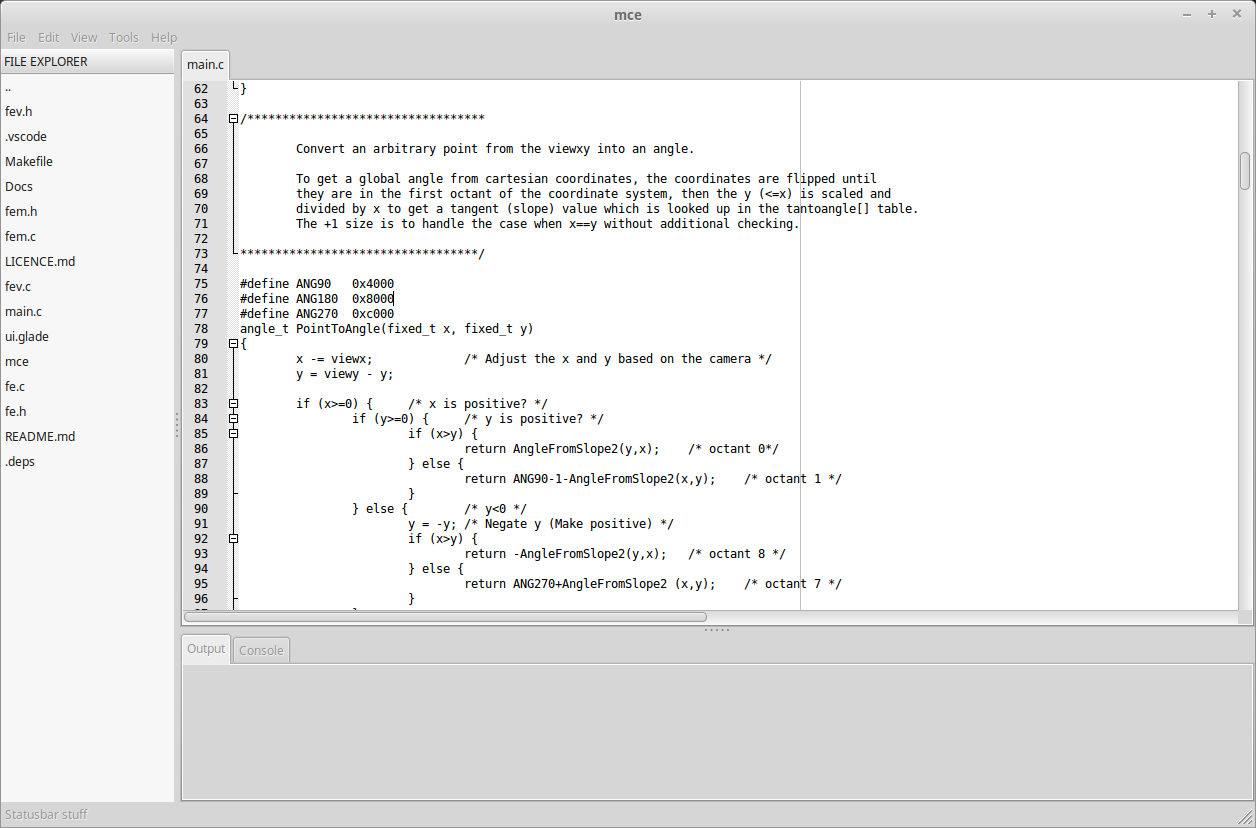 mce
File Edit View Tools Help
FILE EXPLORER
..
fev.h
.vscode
Makefile
Docs
fem.h
fem.c
LICENCE.md
fev.c
main.c
ui.glade
mce
fe.c
fe.h
README.md
.deps
main.c
62 }
63
64 /**********************************
65
66 Convert an arbitrary point from the viewxy into an angle.
67
68 To get a global angle from cartesian coordinates, the coordinates are flipped until
69 they are in the first octant of the coordinate system, then the y (<=x) is scaled and
70 divided by x to get a tangent (slope) value which is looked up in the tantoangle[] table.
71 The +1 size is to handle the case when x==y without additional checking.
72
73 **********************************/
74
75 #define ANG90   0x4000
76 #define ANG180  0x8000
77 #define ANG270  0xc000
78 angle_t PointToAngle(fixed_t x, fixed_t y)
79 {
80 x -= viewx; /* Adjust the x and y based on the camera */
81 y = viewy - y;
82
83 if (x>=0) { /* x is positive? */
84 if (y>=0) { /* y is positive? */
85 if (x>y) {
86 return AngleFromSlope2(y,x); /* octant 0*/
87 } else {
88 return ANG90-1-AngleFromSlope2(x,y); /* octant 1 */
89 }
90 } else { /* y<0 */
91 y = -y; /* Negate y (Make positive) */
92 if (x>y) {
93 return -AngleFromSlope2(y,x); /* octant 8 */
94 } else {
95 return ANG270+AngleFromSlope2 (x,y); /* octant 7 */
96 }
Output Console
Statusbar stuff